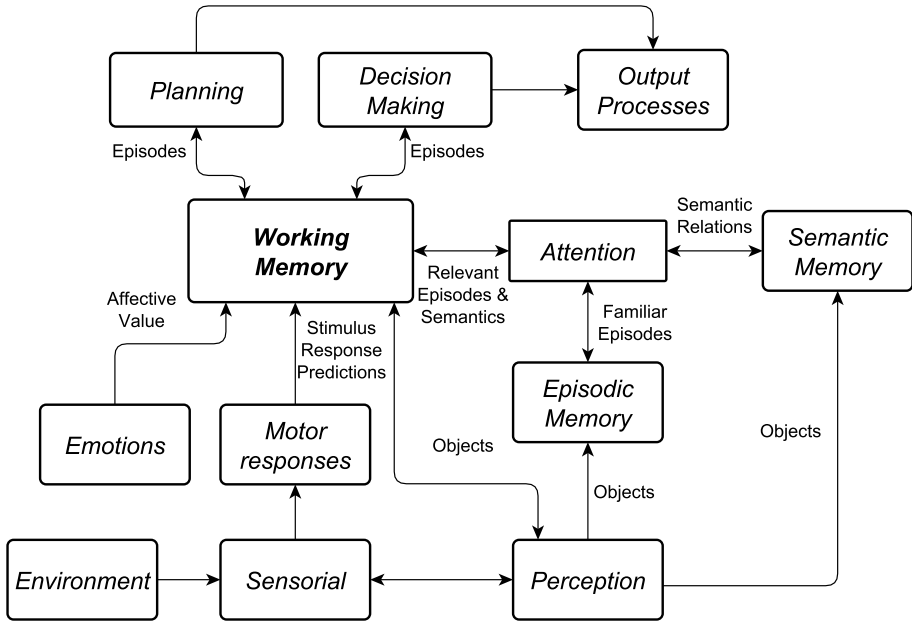 Planning
Decision
Making
Output
Processes
Episodes
Episodes
Working
Memory
Attention
Semantic
Relations
Semantic
Memory
Relevant
Episodes &
Semantics
Affective
Value
Stimulus
Response
Predictions
Familiar
Episodes
Emotions
Motor
responses
Episodic
Memory
Objects
Objects
Objects
Environment
Sensorial
Perception